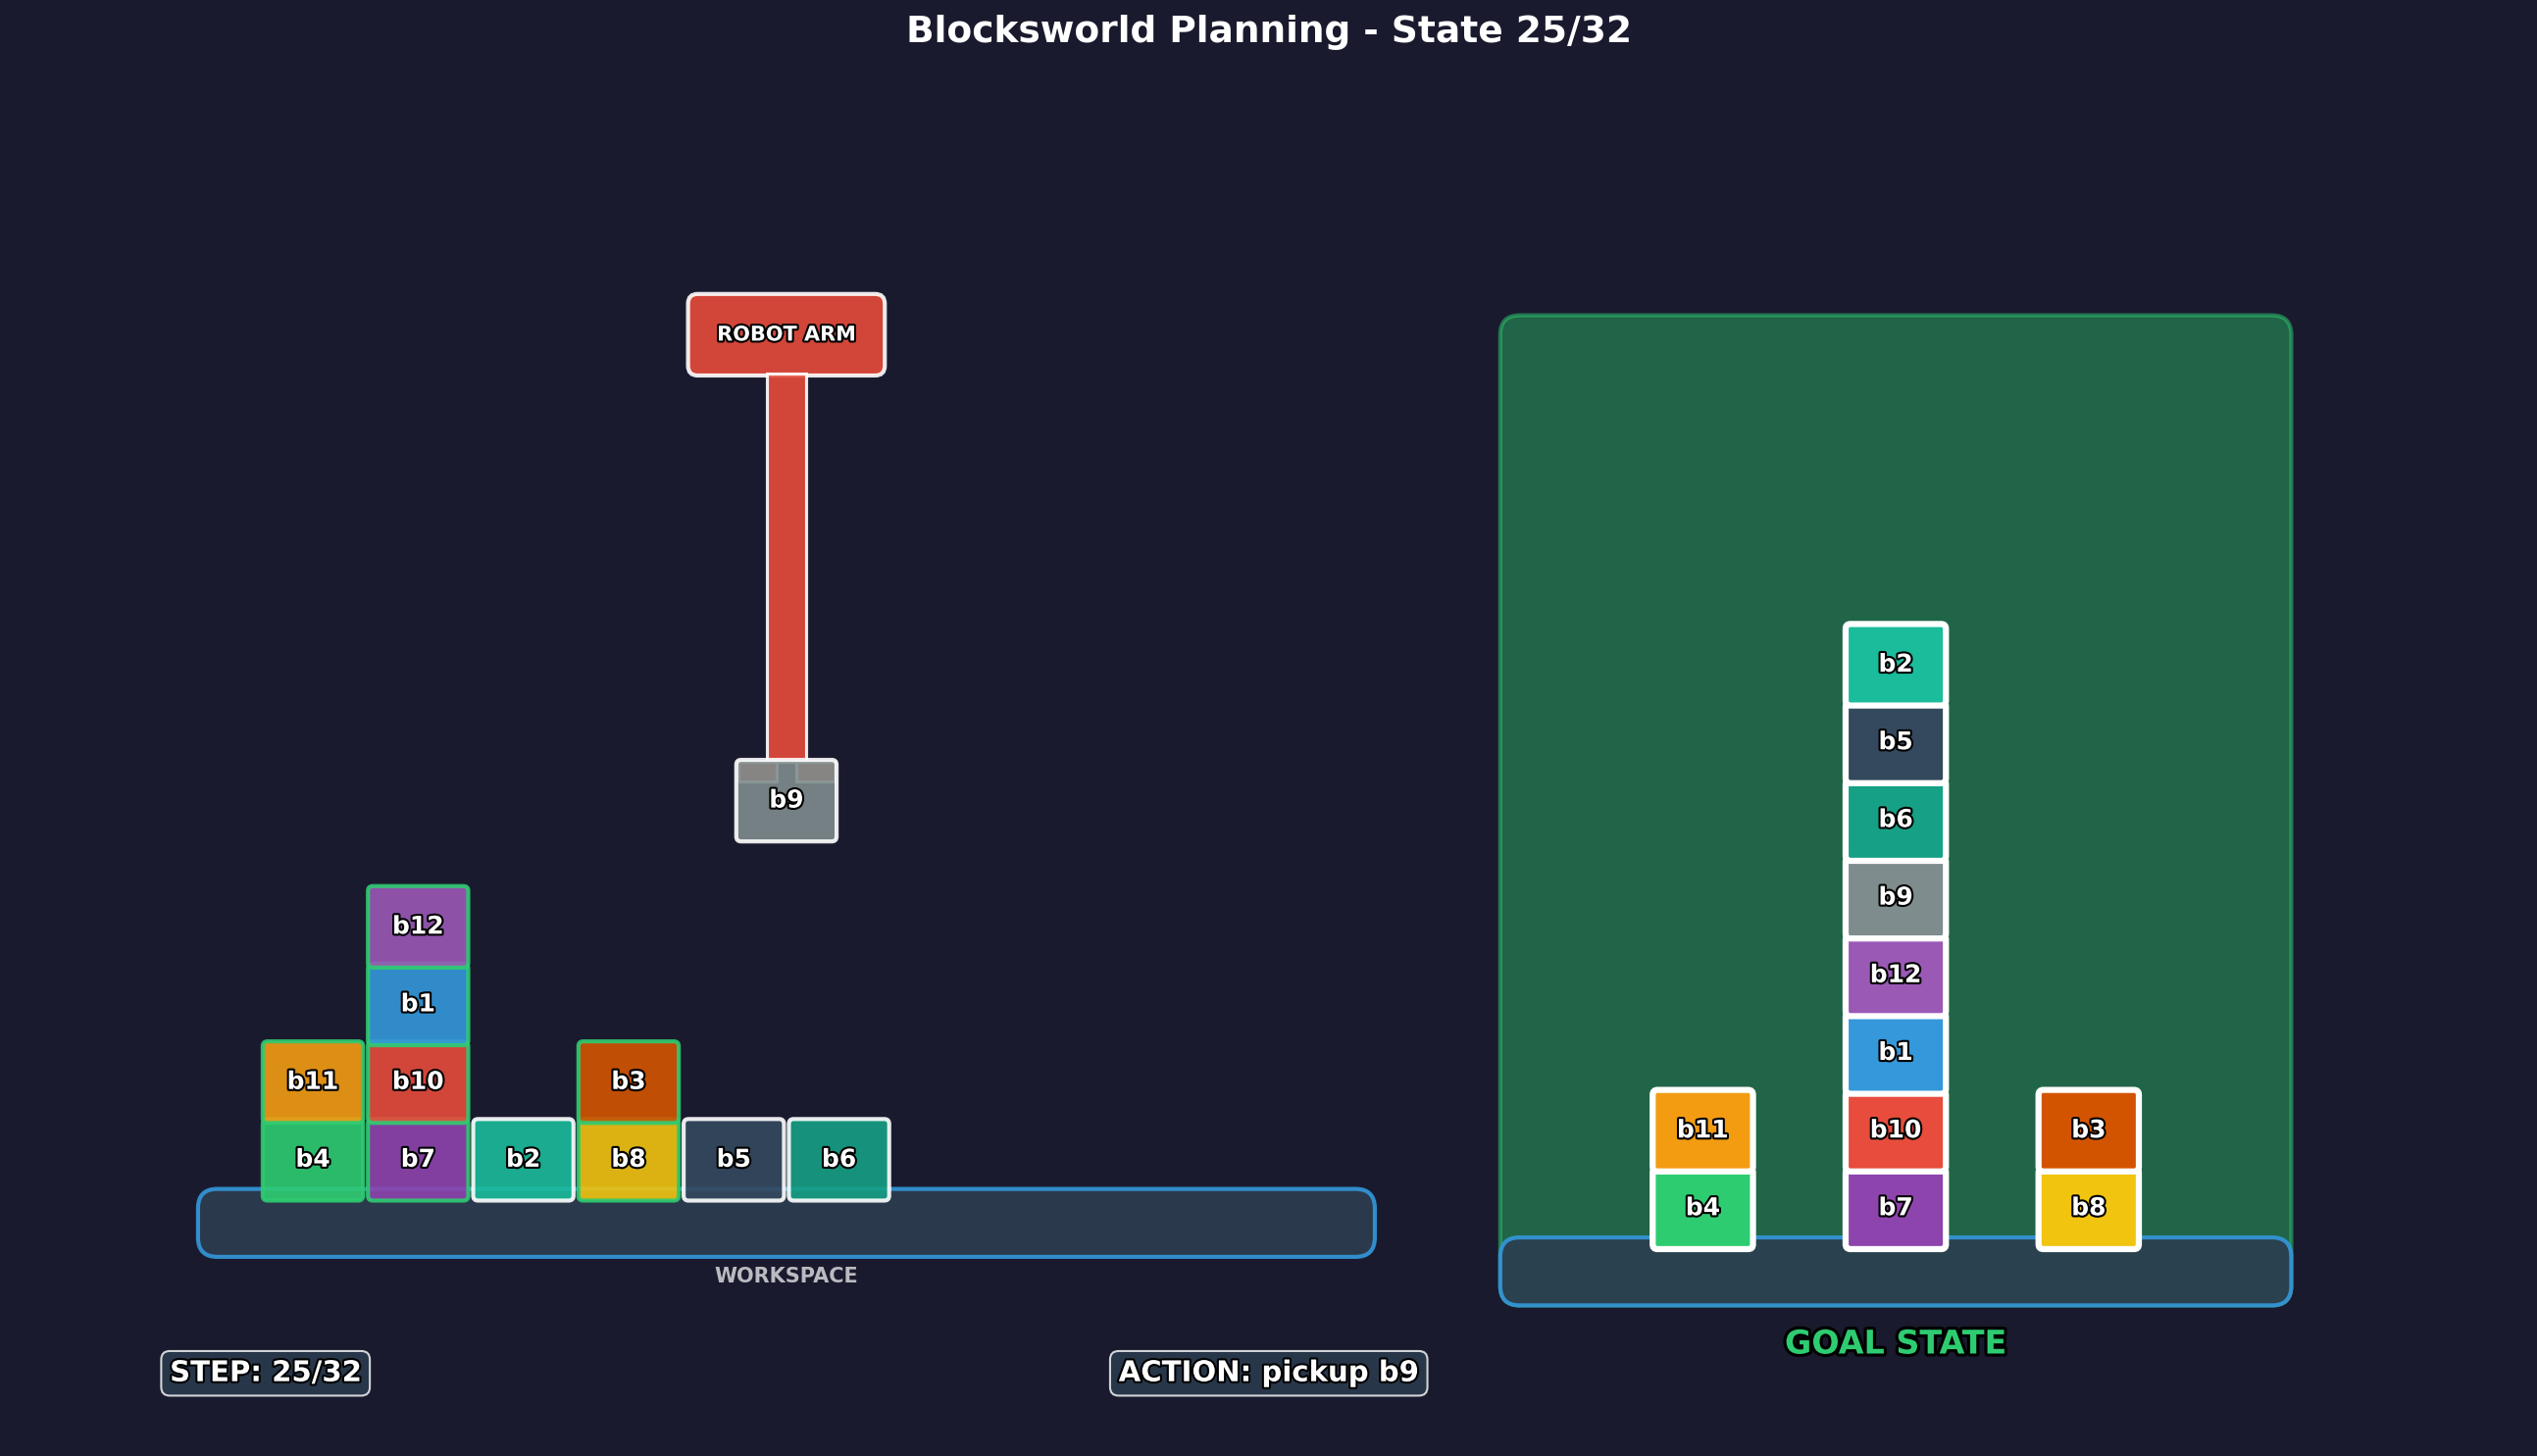 Blocksworld Planning - State 25/32
ROBOT ARM
b9
b12
b1
b11
b10
b3
b4
b7
b2
b8
b5
b6
WORKSPACE
b2
b5
b6
b9
b12
b1
b11
b10
b3
b4
b7
b8
GOAL STATE
STEP: 25/32
ACTION: pickup b9